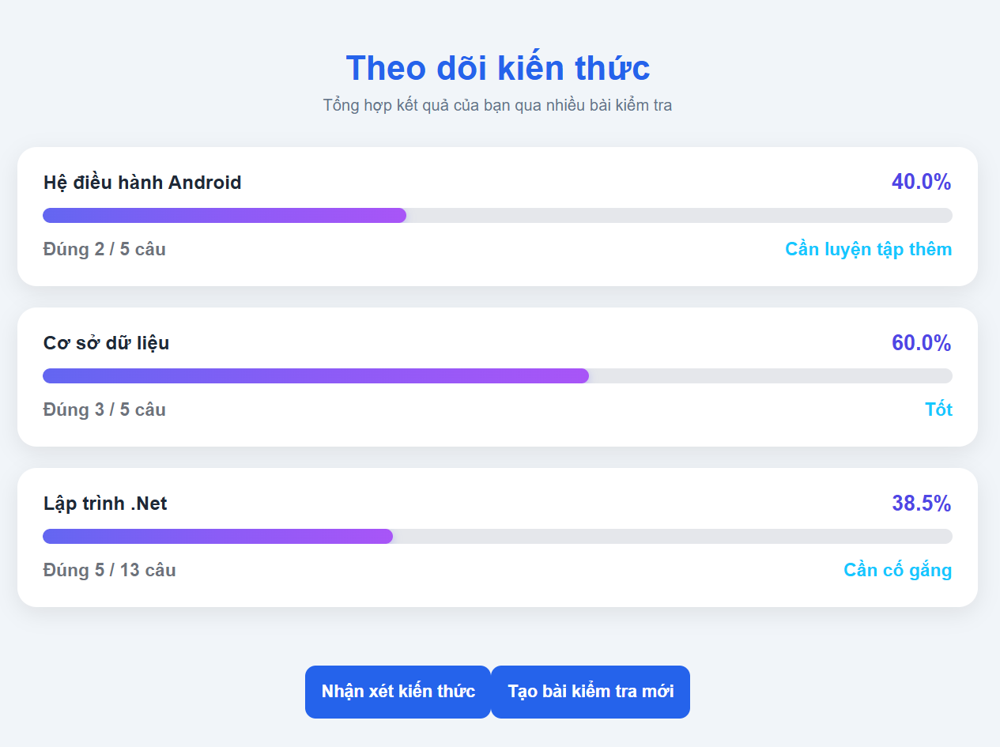 Theo dõi kiến thức
Tổng hợp kết quả của bạn qua nhiều bài kiểm tra
Hệ điều hành Android 40.0%
Đúng 2 / 5 câu Cần luyện tập thêm
Cơ sở dữ liệu 60.0%
Đúng 3 / 5 câu Tốt
Lập trình .Net 38.5%
Đúng 5 / 13 câu Cần cố gắng
Nhận xét kiến thức Tạo bài kiểm tra mới